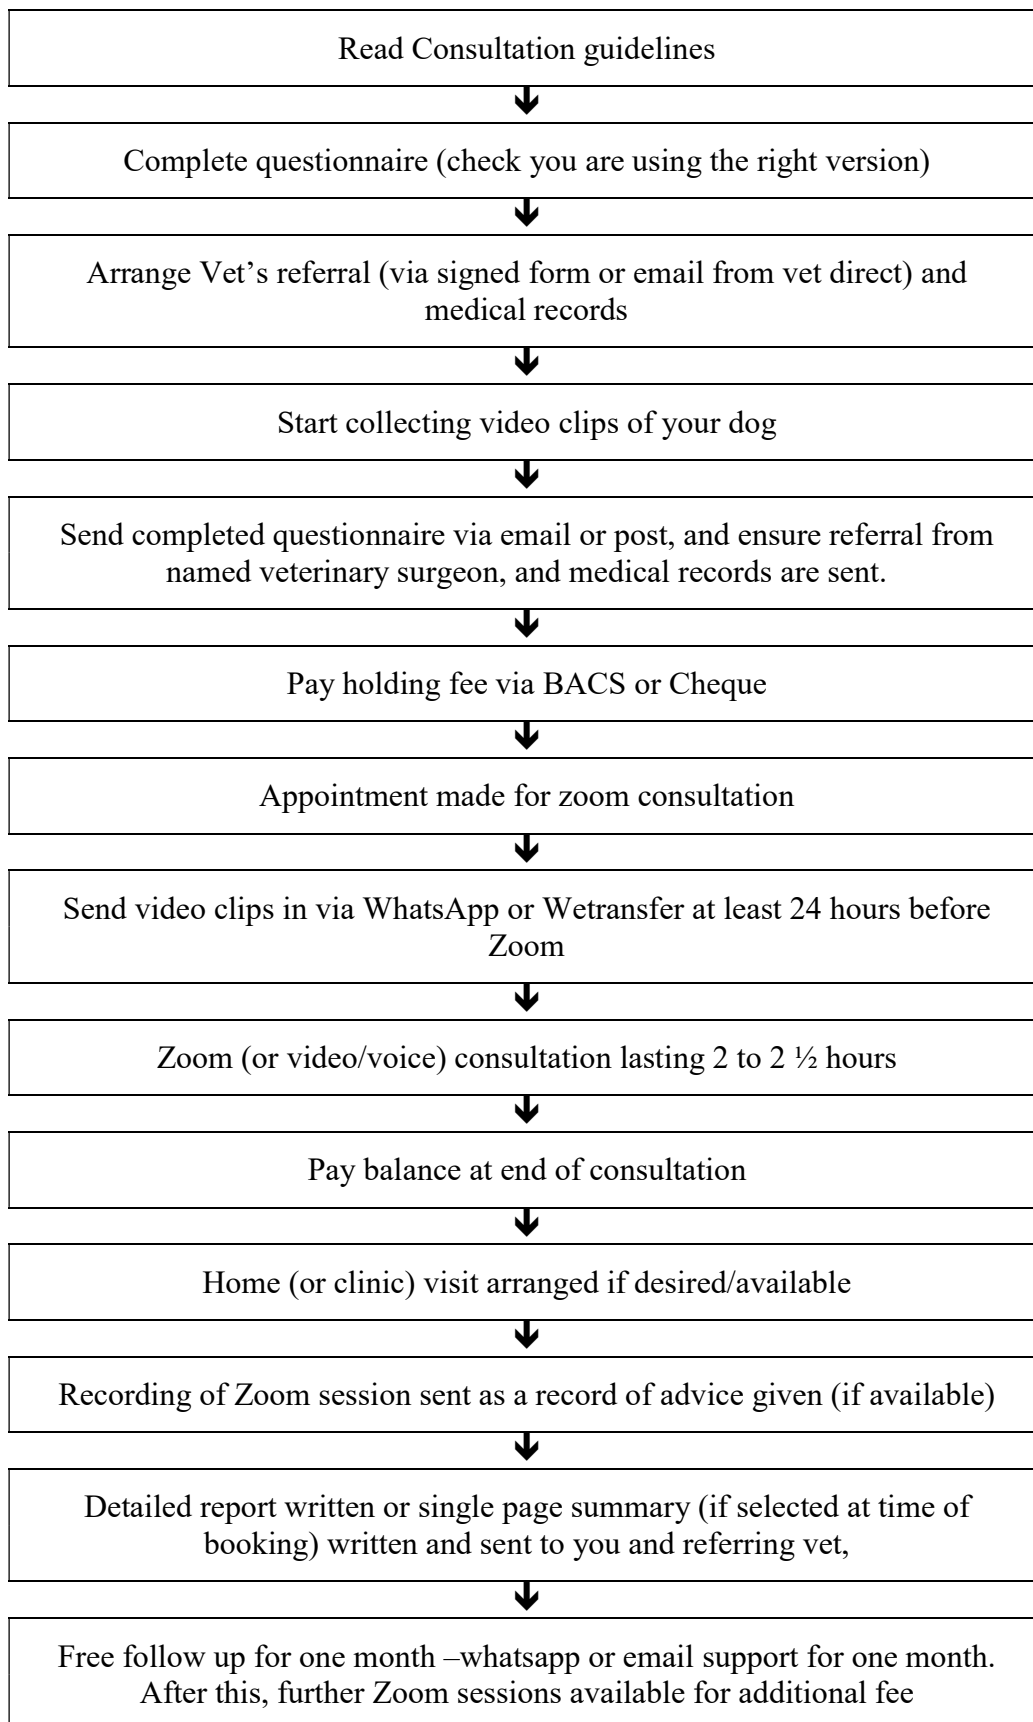 Read Consultation guidelines
Complete questionnaire (check you are using the right version)
Arrange Vet’s referral (via signed form or email from vet direct) and
medical records
Start collecting video clips of your dog
Send completed questionnaire via email or post, and ensure referral from
named veterinary surgeon, and medical records are sent.
Pay holding fee via BACS or Cheque
Appointment made for zoom consultation
Send video clips in via WhatsApp or Wetransfer at least 24 hours before
Zoom
Zoom (or video/voice) consultation lasting 2 to 2 ½ hours
Pay balance at end of consultation
Home (or clinic) visit arranged if desired/available
Recording of Zoom session sent as a record of advice given (if available)
Detailed report written or single page summary (if selected at time of
booking) written and sent to you and referring vet,
Free follow up for one month –whatsapp or email support for one month.
After this, further Zoom sessions available for additional fee